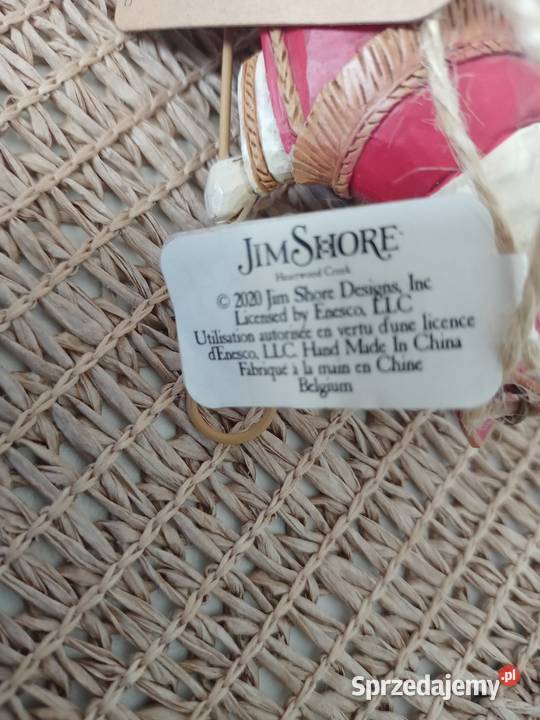 JIM SHORE
Heartwood Creek
© 2020 Jim Shore Designs, Inc
Licensed by Enesco, LLC
Utilisation autorisée en vertu d'une licence
d'Enesco, LLC Hand Made In China
Fabriqué à la main en Chine
Belgium
Sprzedajemy.pl